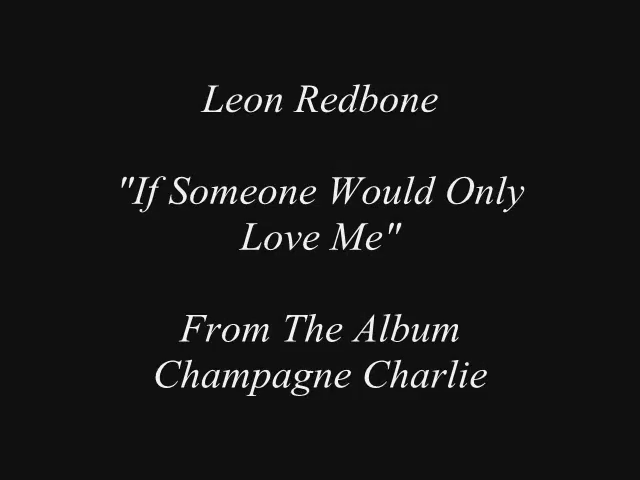 Leon Redbone
"If Someone Would Only
Love Me"
From The Album
Champagne Charlie